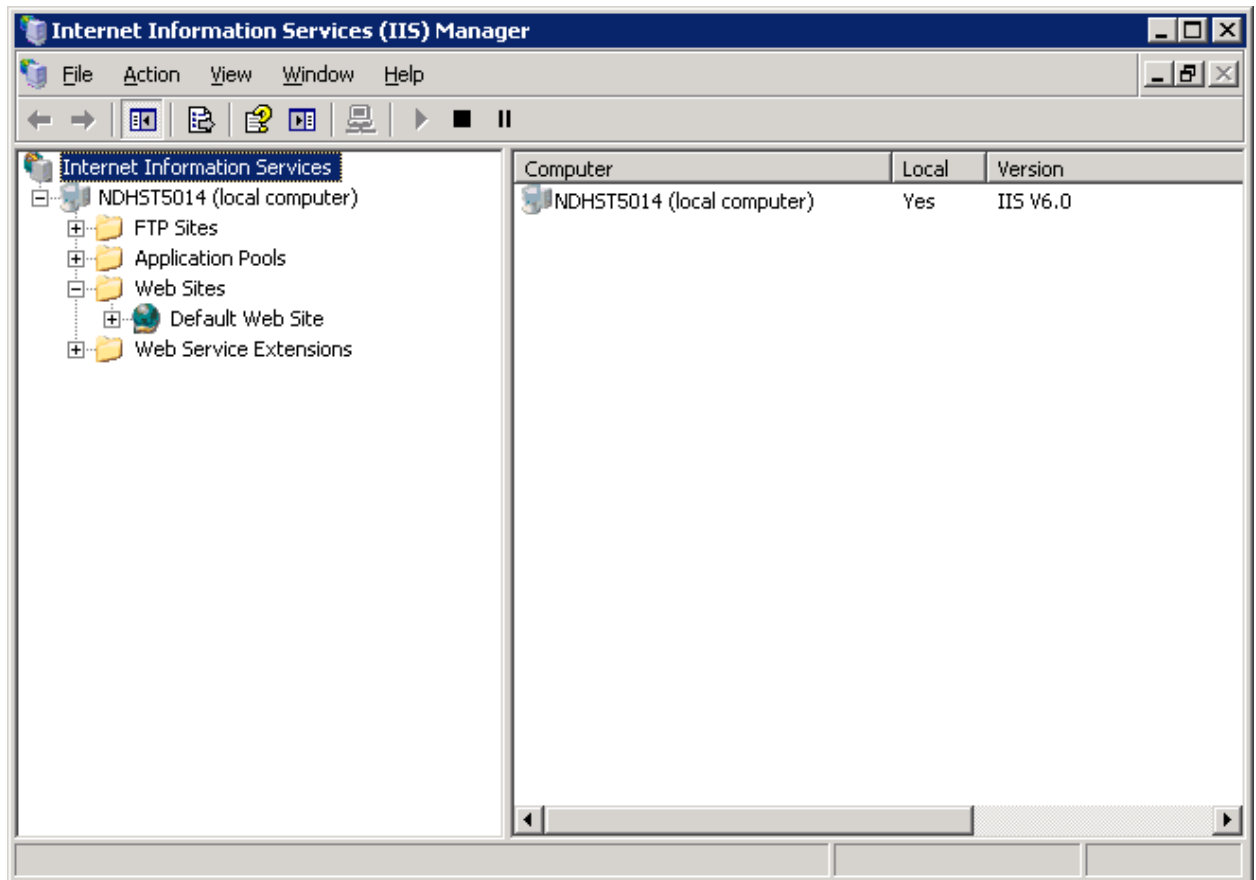 Internet Information Services (IIS) Manager
File Action View Window Help
Internet Information Services
NDHST5014 (local computer)
FTP Sites
Application Pools
Web Sites
Default Web Site
Web Service Extensions
Computer Local Version
NDHST5014 (local computer) Yes IIS V6.0